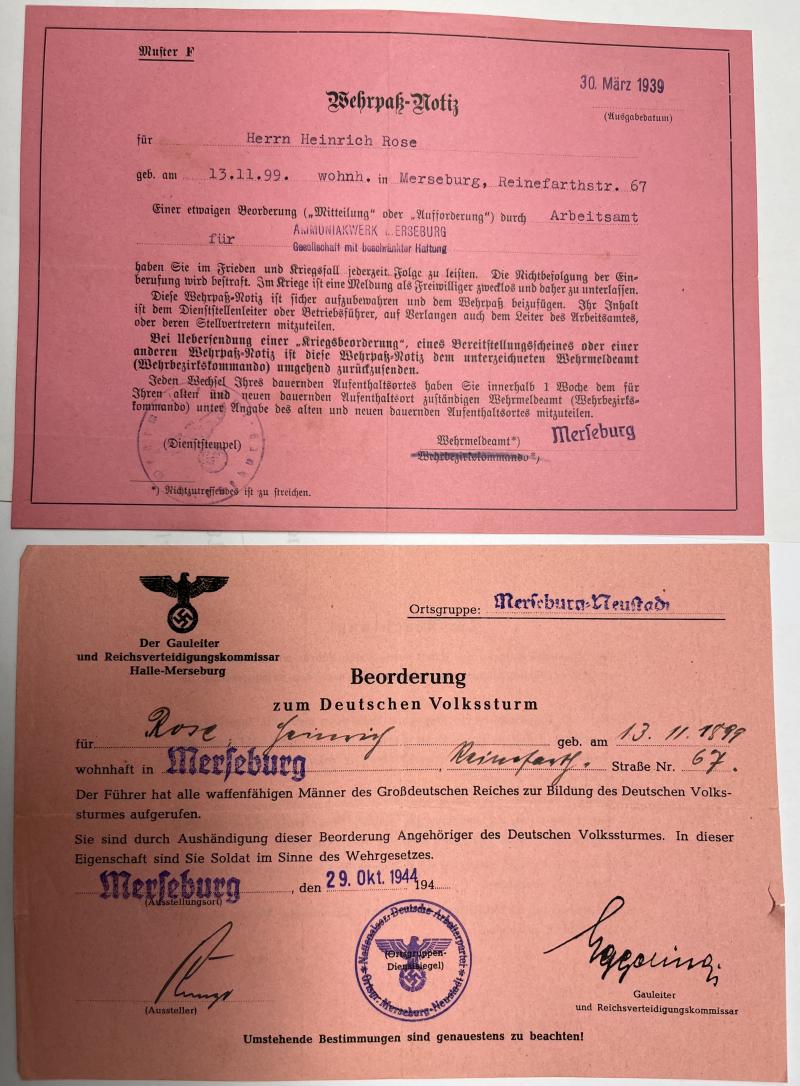 Muster F
30. März 1939
(Ausgabedatum)
Wehrpaß-Notiz
für Herrn Heinrich Rose
geb. am 13.11.99. wohnh. in Merseburg, Reinefarthstr. 67
Einer etwaigen Beorderung („Mitteilung" oder „Aufforderung") durch Arbeitsamt
für AMMONIAKWERK MERSEBURG
Gesellschaft mit beschränkter Haftung
haben Sie im Frieden und Kriegsfall jederzeit Folge zu leisten. Die Nichtbefolgung der Ein-
berufung wird bestraft. Im Kriege ist eine Meldung als Freiwilliger zwecklos und daher zu unterlassen.
Diese Wehrpaß-Notiz ist sicher aufzubewahren und dem Wehrpaß beizufügen. Ihr Inhalt
ist dem Dienststellenleiter oder Betriebsführer, auf Verlangen auch dem Leiter des Arbeitsamtes,
oder deren Stellvertretern mitzuteilen.
Bei Uebersendung einer „Kriegsbeorderung", eines Bereitstellungsscheines oder einer
anderen Wehrpaß-Notiz ist diese Wehrpaß-Notiz dem unterzeichneten Wehrmeldeamt
(Wehrbezirkskommando) umgehend zurückzusenden.
Jeden Wechsel Ihres dauernden Aufenthaltsortes haben Sie innerhalb 1 Woche dem für
Ihren alten und neuen dauernden Aufenthaltsort zuständigen Wehrmeldeamt (Wehrbezirks-
kommando) unter Angabe des alten und neuen dauernden Aufenthaltsortes mitzuteilen.
(Dienststempel)
Wehrmeldeamt*) Merseburg
Wehrbezirkskommando*)
*) Nichtzutreffendes ist zu streichen.
Der Gauleiter
und Reichsverteidigungskommissar
Halle-Merseburg
Ortsgruppe: Merseburg-Neustadt
Beorderung
zum Deutschen Volkssturm
für Rose, Heinrich geb. am 13.11.1899
wohnhaft in Merseburg, Reinefarth- Straße Nr. 67.
Der Führer hat alle waffenfähigen Männer des Großdeutschen Reiches zur Bildung des Deutschen Volks-
sturmes aufgerufen.
Sie sind durch Aushändigung dieser Beorderung Angehöriger des Deutschen Volkssturmes. In dieser
Eigenschaft sind Sie Soldat im Sinne des Wehrgesetzes.
Merseburg, den 29. Okt. 1944 194
(Ausstellungsort)
Nationalsoz. Deutsche Arbeiterpartei
(Ortsgruppen-
Dienstsiegel)
Ortsgr. Merseburg-Neustadt
(Aussteller)
Gauleiter
und Reichsverteidigungskommissar
Umstehende Bestimmungen sind genauestens zu beachten!